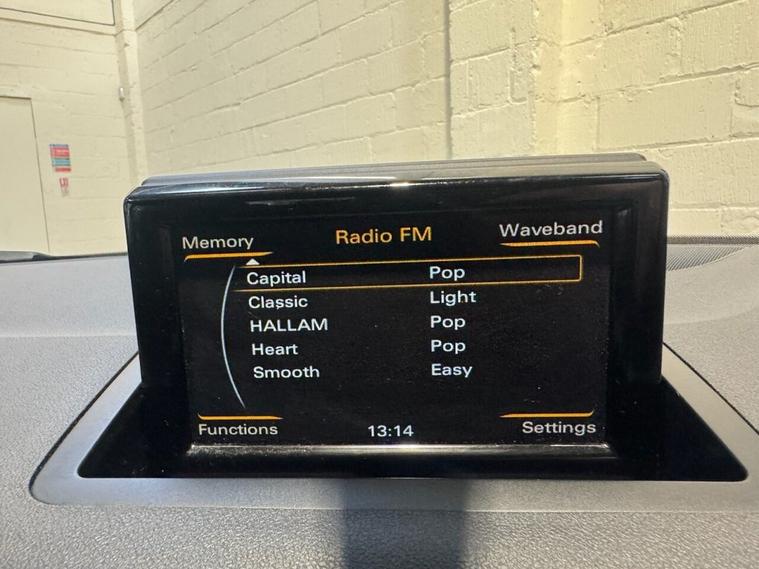 Memory Radio FM Waveband
Capital Pop
Classic Light
HALLAM Pop
Heart Pop
Smooth Easy
Functions 13:14 Settings